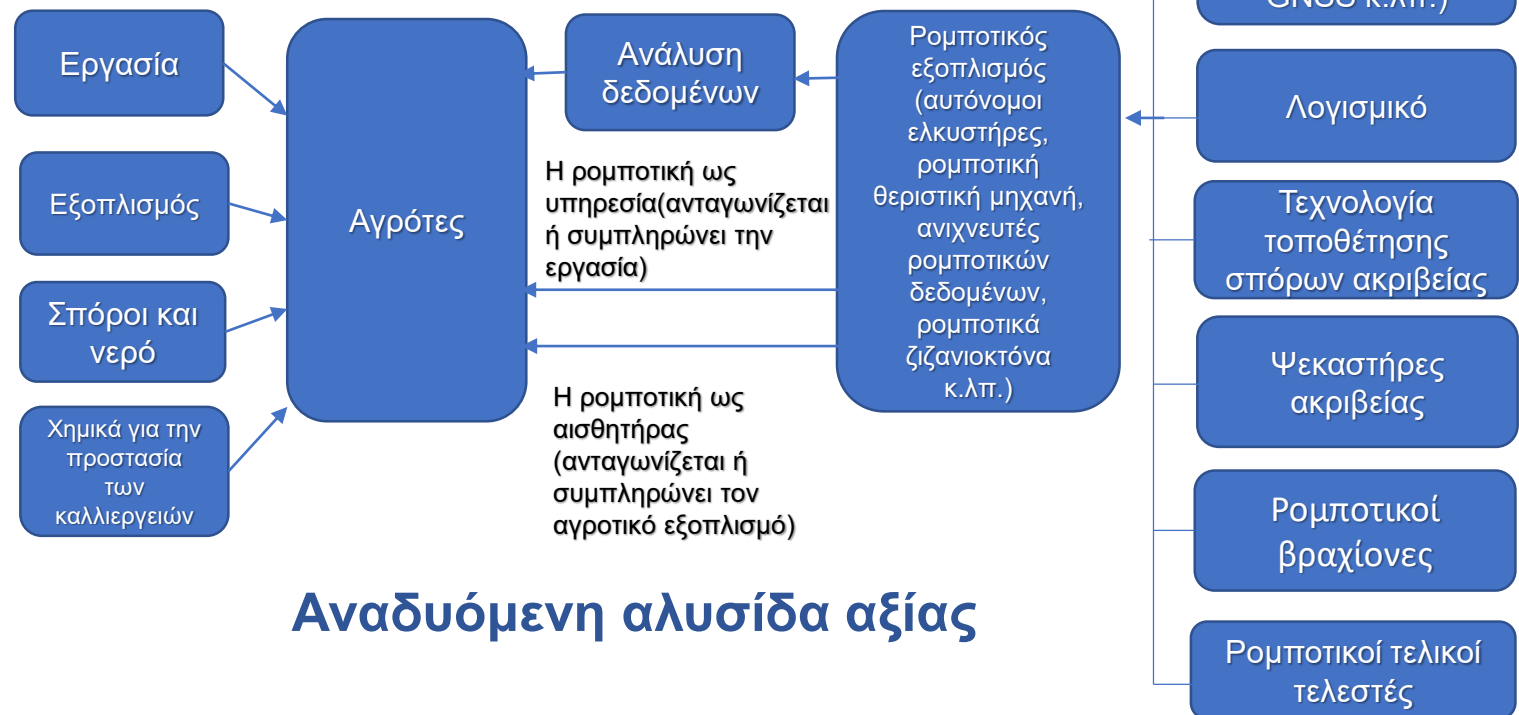 GNSS κ.λπ.)
Εργασία
Εξοπλισμός
Σπόροι και
νερό
Χημικά για την
προστασία
των
καλλιεργειών
Αγρότες
Ανάλυση
δεδομένων
Η ρομποτική ως
υπηρεσία(ανταγωνίζεται
ή συμπληρώνει την
εργασία)
Η ρομποτική ως
αισθητήρας
(ανταγωνίζεται ή
συμπληρώνει τον
αγροτικό εξοπλισμό)
Ρομποτικός
εξοπλισμός
(αυτόνομοι
ελκυστήρες,
ρομποτική
θεριστική μηχανή,
ανιχνευτές
ρομποτικών
δεδομένων,
ρομποτικά
ζιζανιοκτόνα
κ.λπ.)
Λογισμικό
Τεχνολογία
τοποθέτησης
σπόρων ακριβείας
Ψεκαστήρες
ακριβείας
Ρομποτικοί
βραχίονες
Ρομποτικοί τελικοί
τελεστές
Αναδυόμενη αλυσίδα αξίας